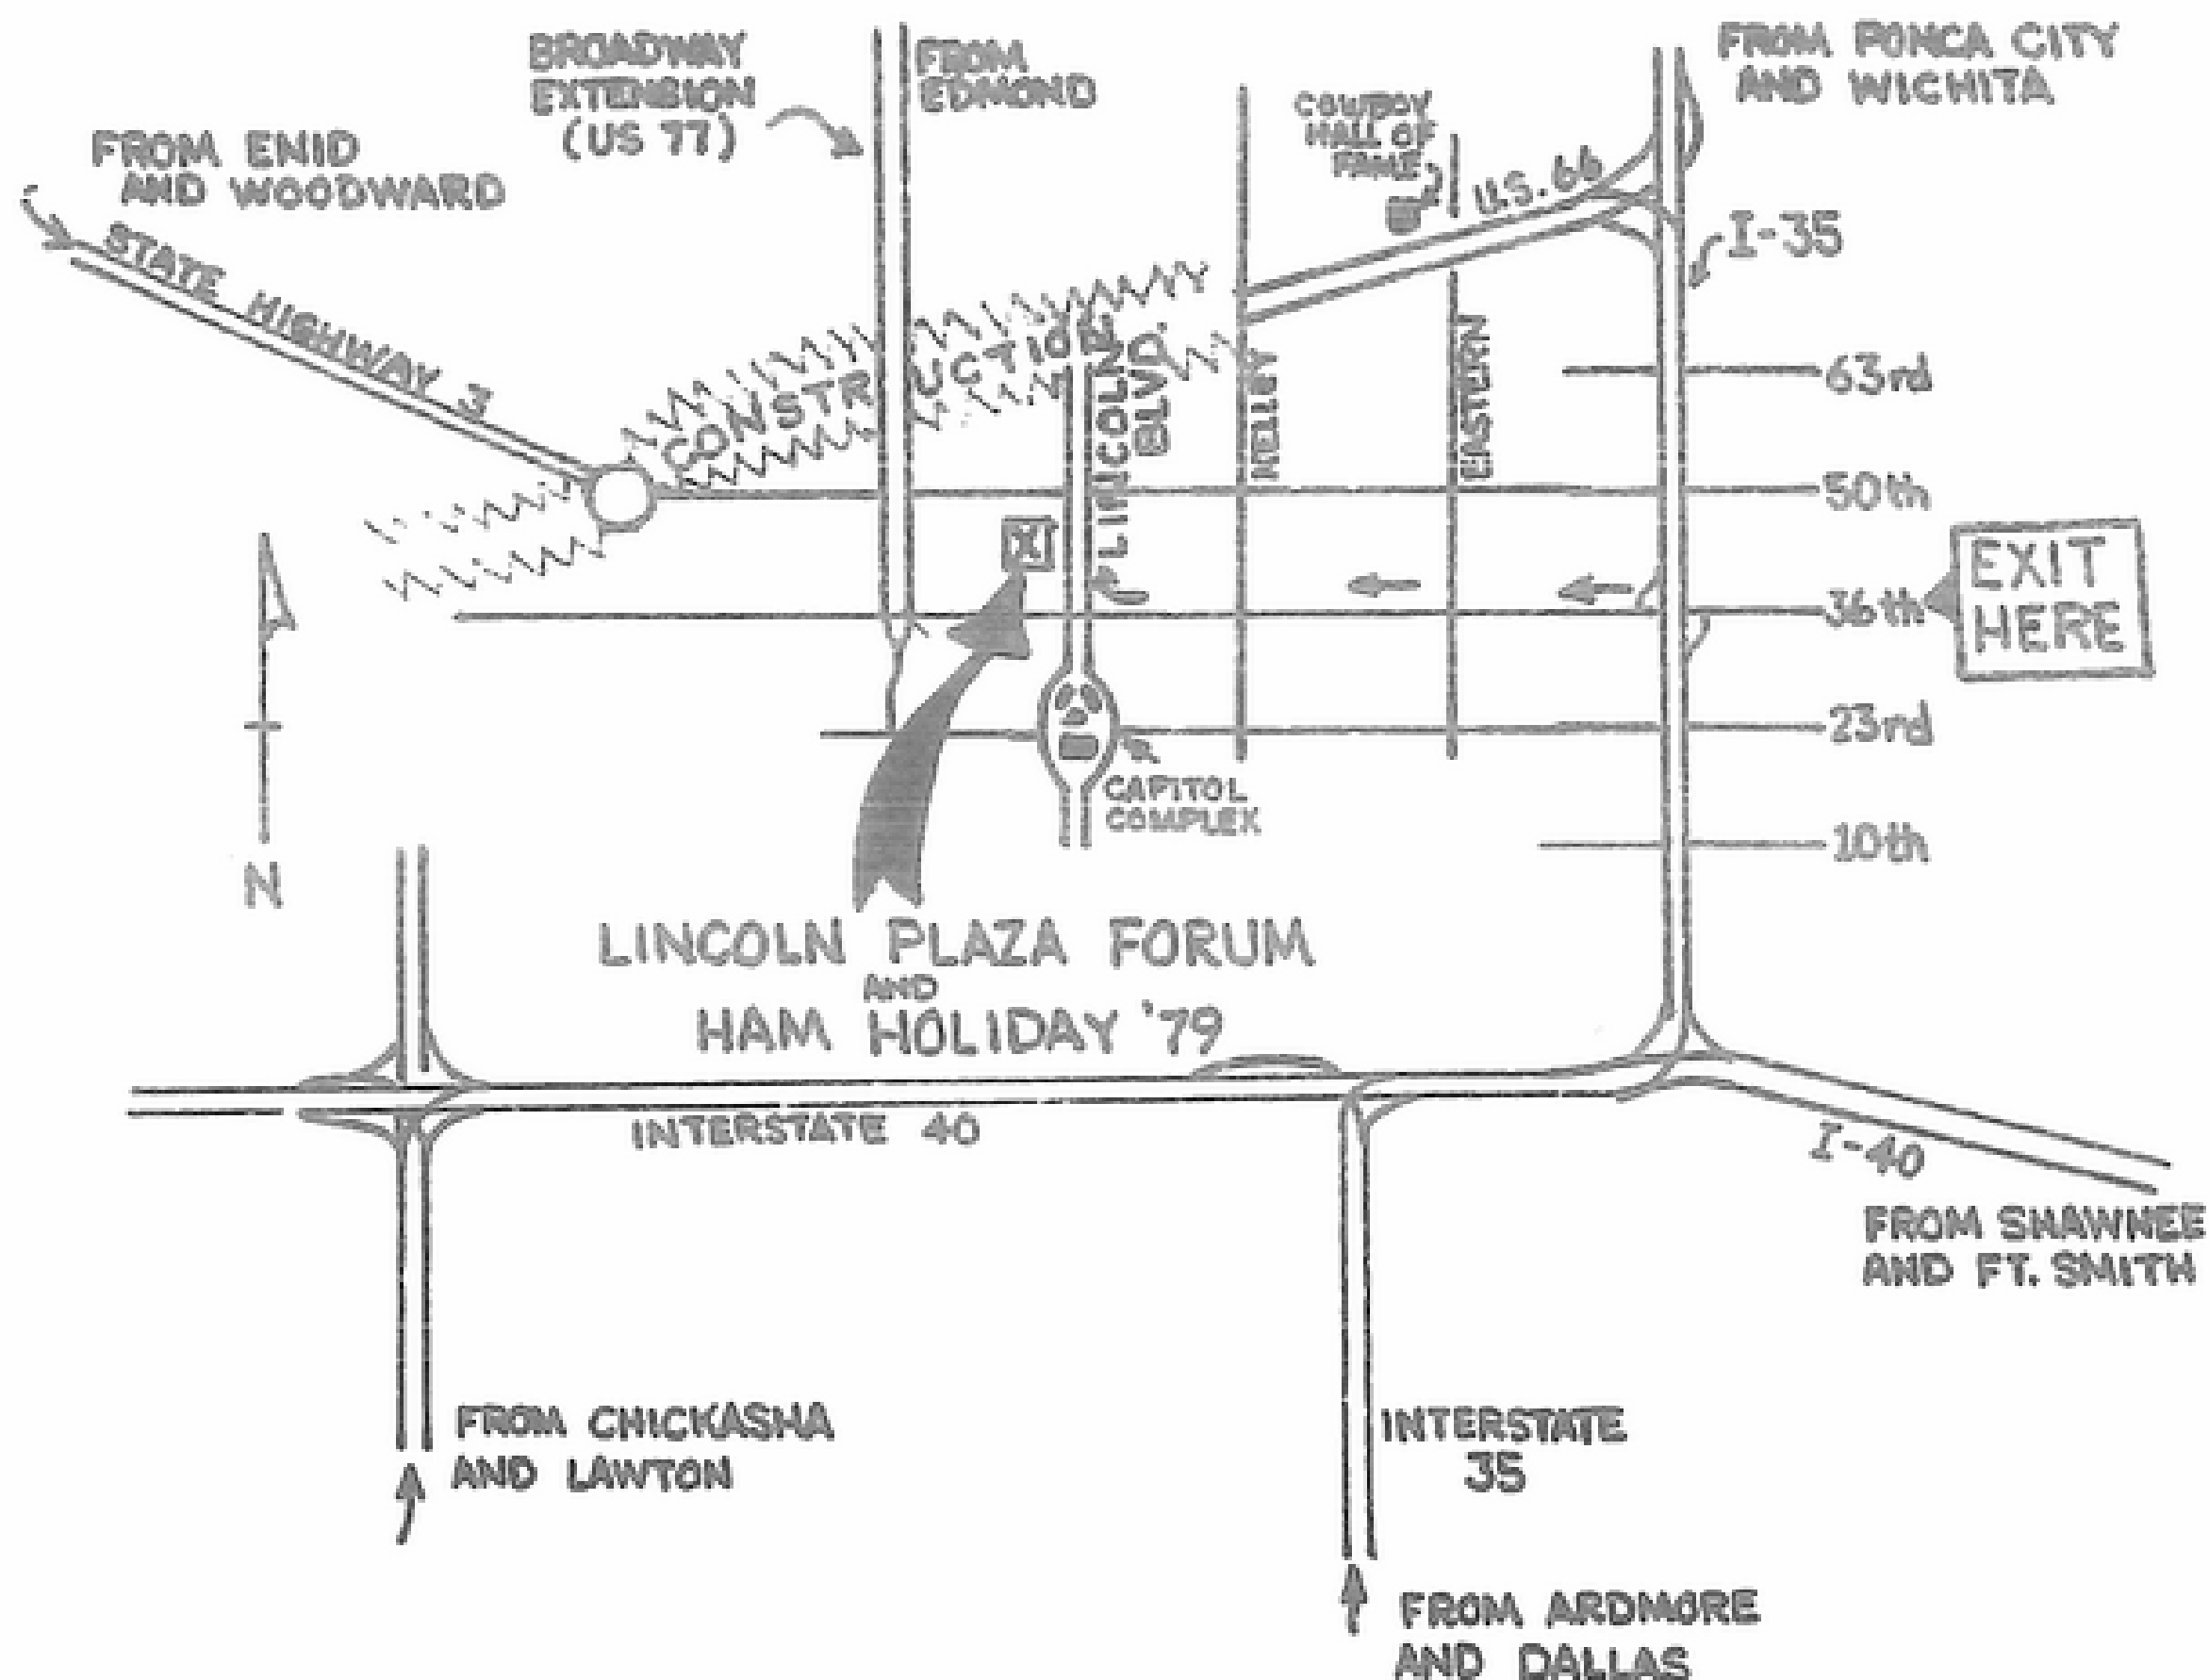 BROADWAY
EXTENSION
(US 77)
FROM
EDMOND
FROM PONCA CITY
AND WICHITA
COWBOY
HALL OF
FAME
FROM ENID
AND WOODWARD
U.S. 66
I-35
STATE HIGHWAY 3
CONSTRUCTION
LINCOLN
BLVD.
KELLEY
EASTERN
63rd
50th
36th
EXIT
HERE
23rd
CAPITOL
COMPLEX
10th
N
LINCOLN PLAZA FORUM
AND
HAM HOLIDAY '79
INTERSTATE 40
I-40
FROM SHAWNEE
AND FT. SMITH
FROM CHICKASHA
AND LAWTON
INTERSTATE
35
FROM ARDMORE
AND DALLAS